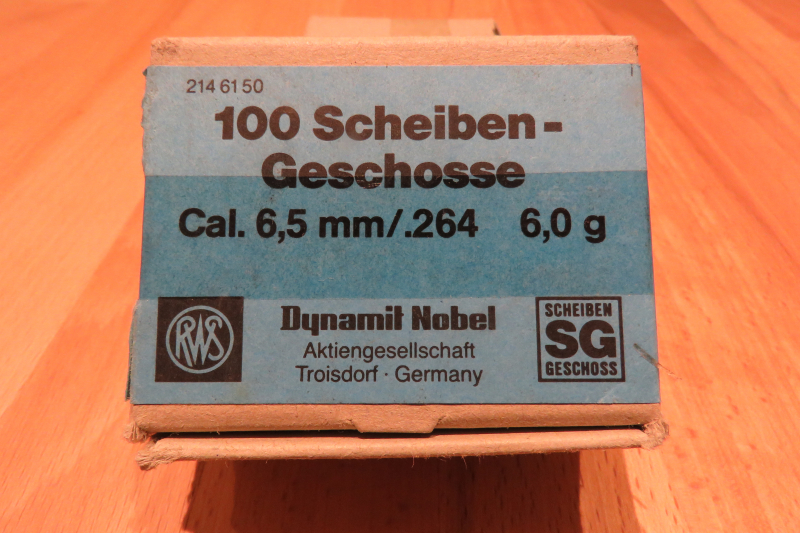 214 61 50
100 Scheiben-
Geschosse
Cal. 6,5 mm/.264 6,0 g
RWS
Dynamit Nobel
Aktiengesellschaft
Troisdorf · Germany
SCHEIBEN
SG
GESCHOSS